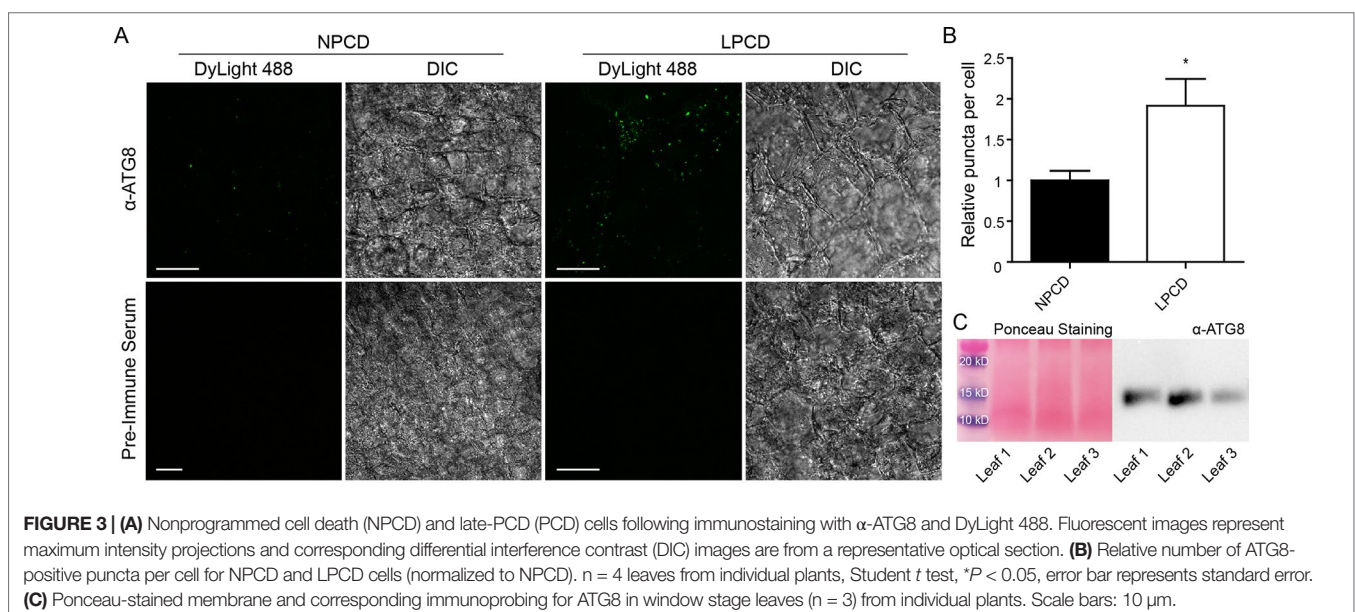 A
NPCD
LPCD
DyLight 488
DIC
DyLight 488
DIC
α-ATG8
Pre-Immune Serum
B
Relative puncta per cell
2.5
2
1.5
1
0.5
0
*
NPCD
LPCD
C
Ponceau Staining
α-ATG8
20 kD
15 kD
10 kD
Leaf 1
Leaf 2
Leaf 3
Leaf 1
Leaf 2
Leaf 3
FIGURE 3 | (A) Nonprogrammed cell death (NPCD) and late-PCD (PCD) cells following immunostaining with α-ATG8 and DyLight 488. Fluorescent images represent
maximum intensity projections and corresponding differential interference contrast (DIC) images are from a representative optical section. (B) Relative number of ATG8-
positive puncta per cell for NPCD and LPCD cells (normalized to NPCD). n = 4 leaves from individual plants, Student t test, *P < 0.05, error bar represents standard error.
(C) Ponceau-stained membrane and corresponding immunoprobing for ATG8 in window stage leaves (n = 3) from individual plants. Scale bars: 10 μm.